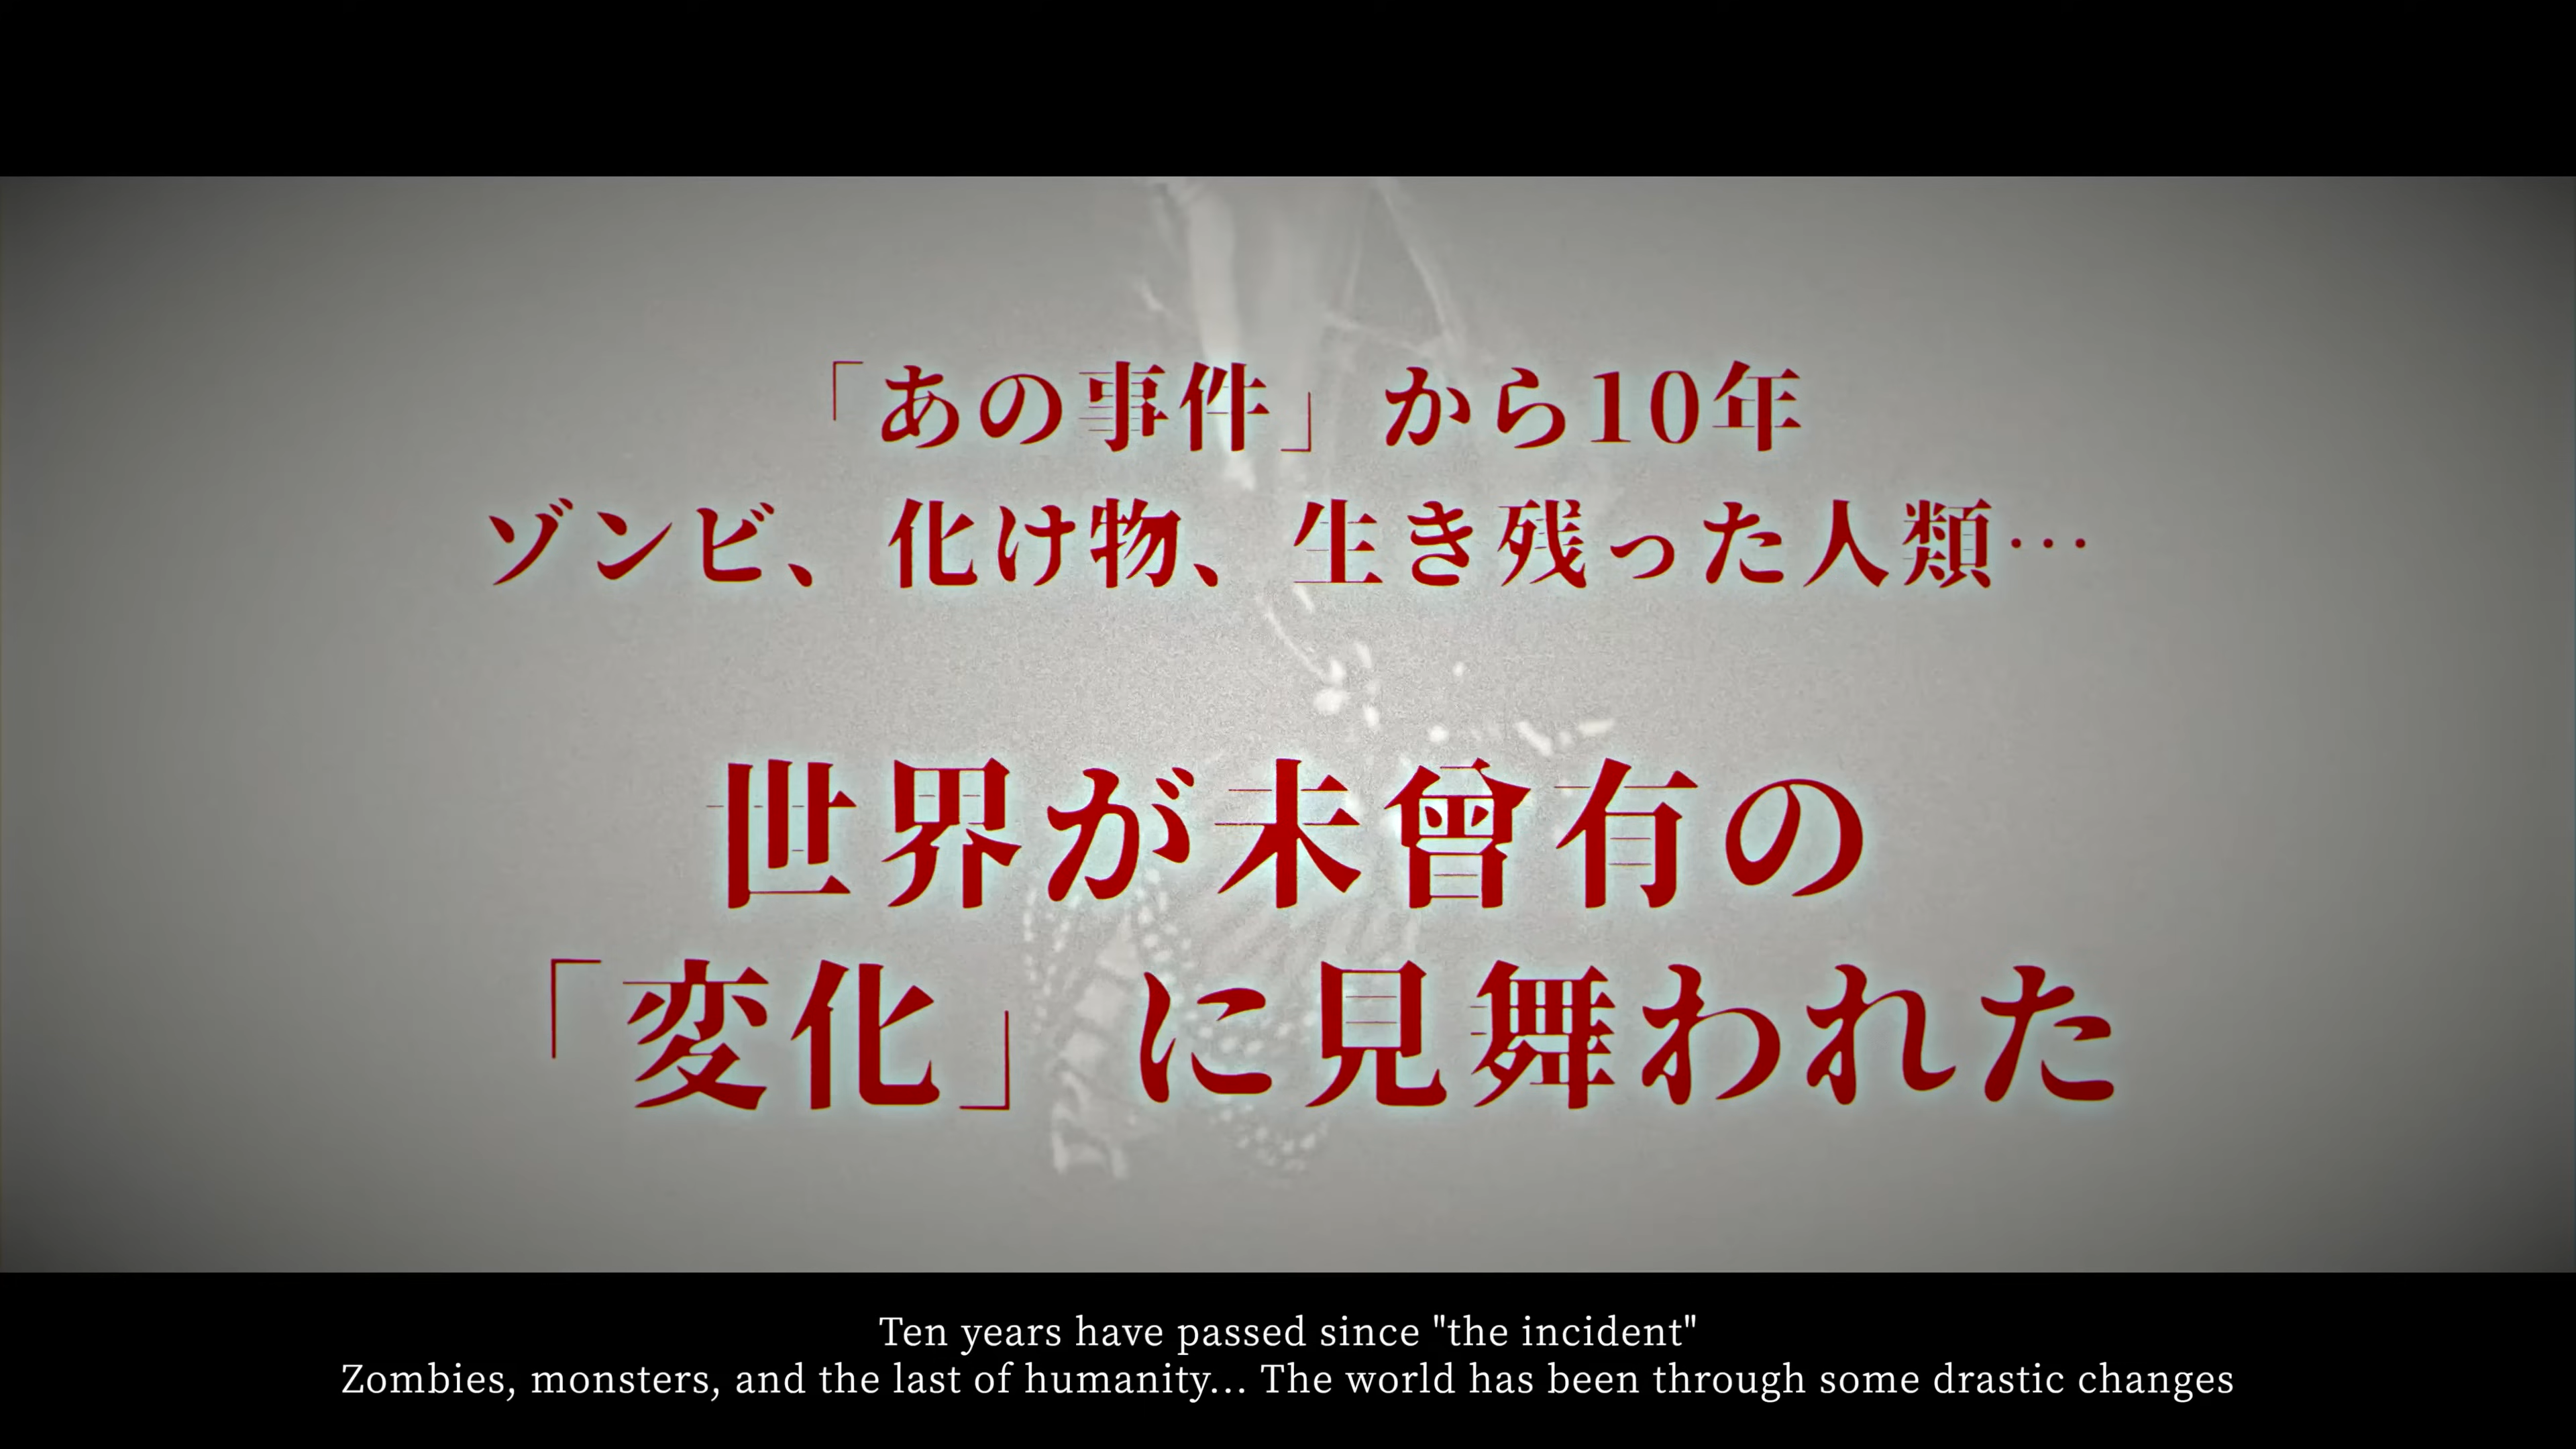 「あの事件」から10年
ゾンビ、化け物、生き残った人類…
世界が未曾有の
「変化」に見舞われた
Ten years have passed since "the incident"
Zombies, monsters, and the last of humanity... The world has been through some drastic changes